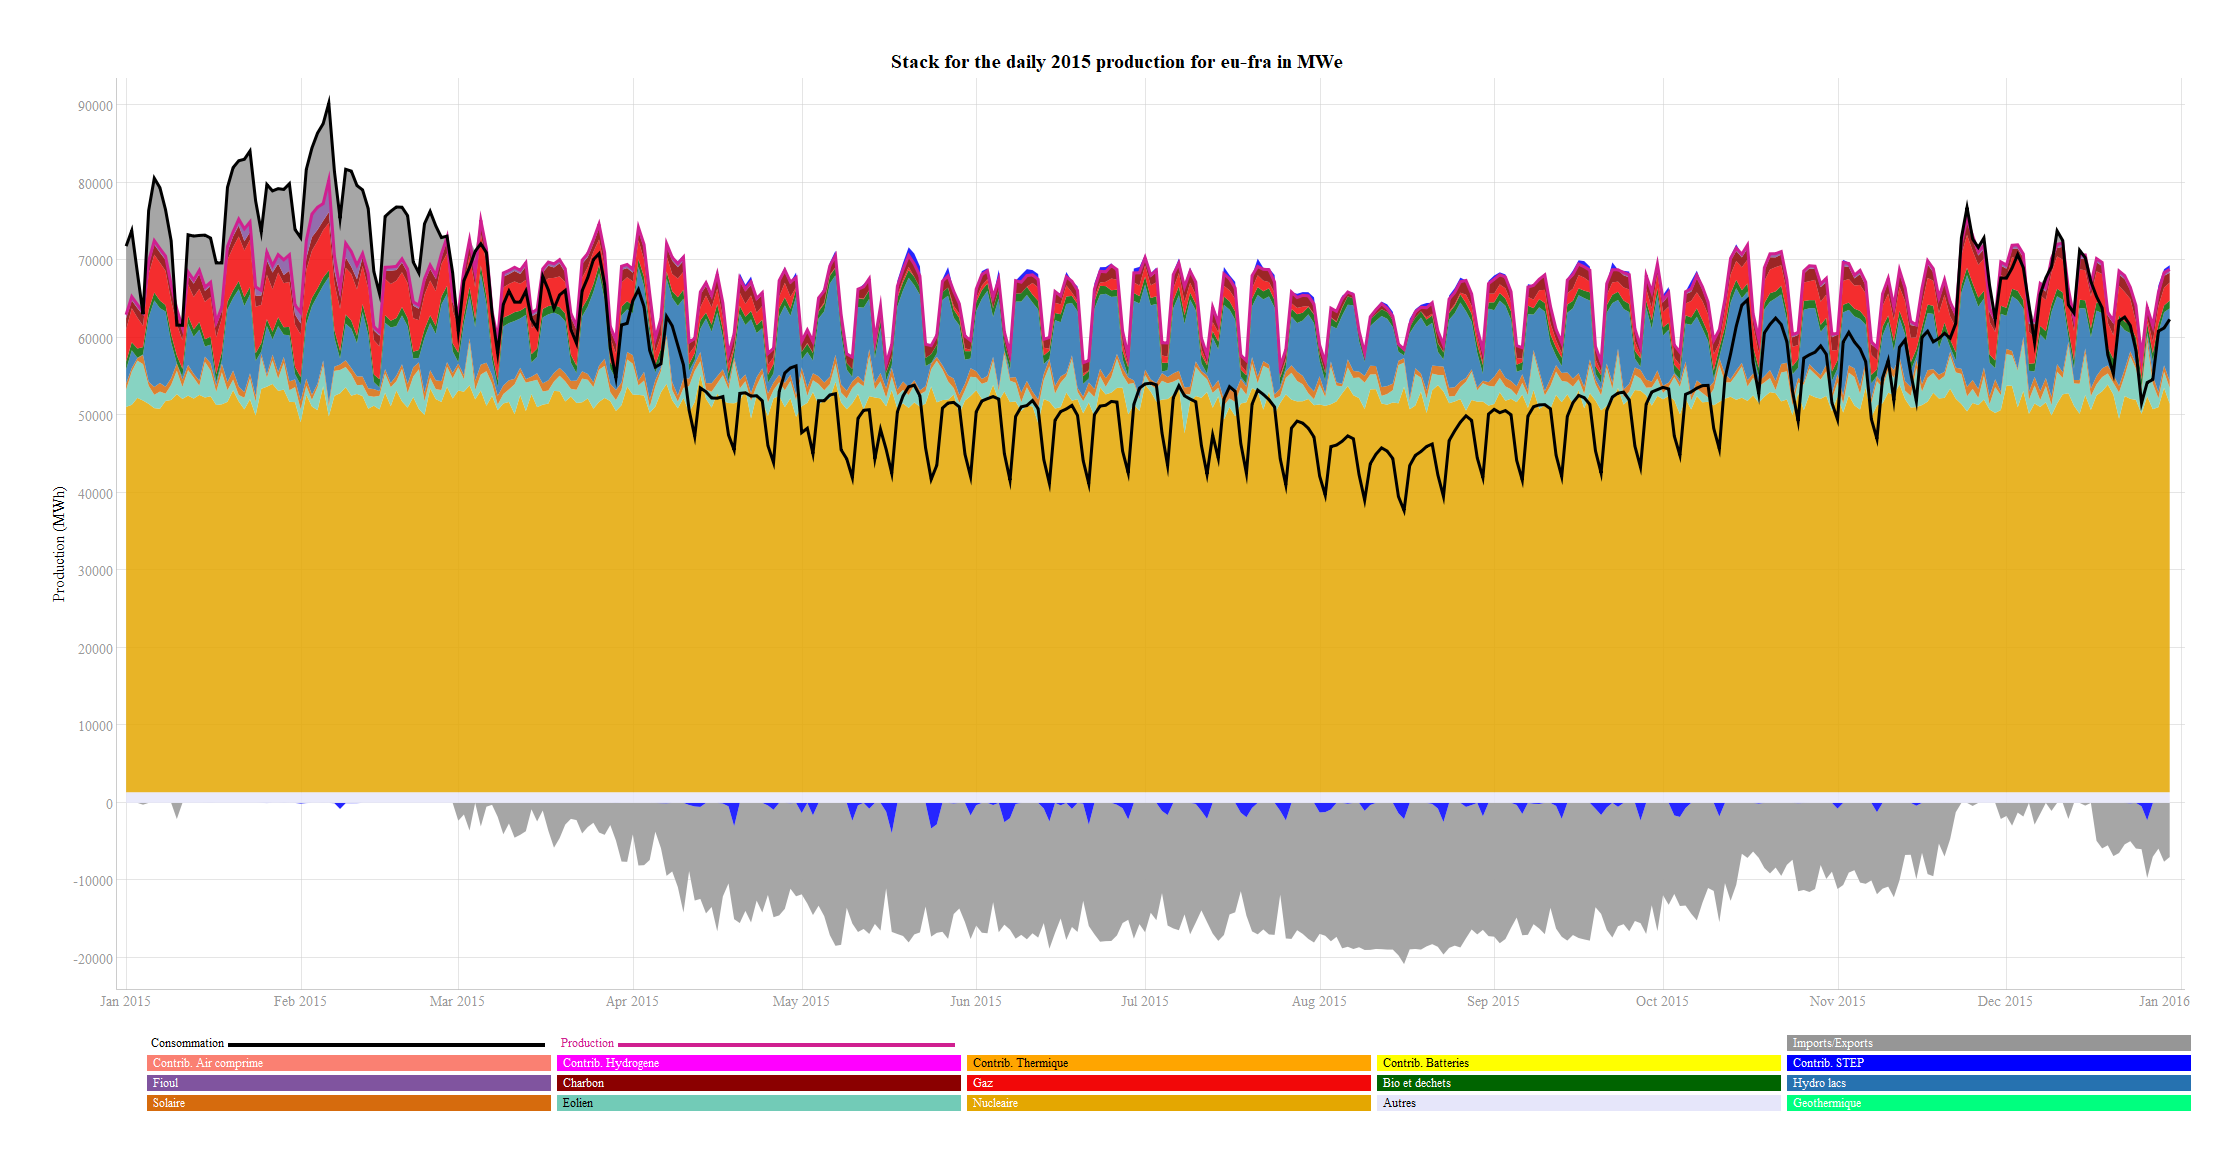 Stack for the daily 2015 production for eu-fra in MWe
Production (MWh)
90000
80000
70000
60000
50000
40000
30000
20000
10000
0
-10000
-20000
Jan 2015 Feb 2015 Mar 2015 Apr 2015 May 2015 Jun 2015 Jul 2015 Aug 2015 Sep 2015 Oct 2015 Nov 2015 Dec 2015 Jan 2016
Consommation Production Imports/Exports
Contrib. Air comprime Contrib. Hydrogene Contrib. Thermique Contrib. Batteries Contrib. STEP
Fioul Charbon Gaz Bio et dechets Hydro lacs
Solaire Eolien Nucleaire Autres Geothermique